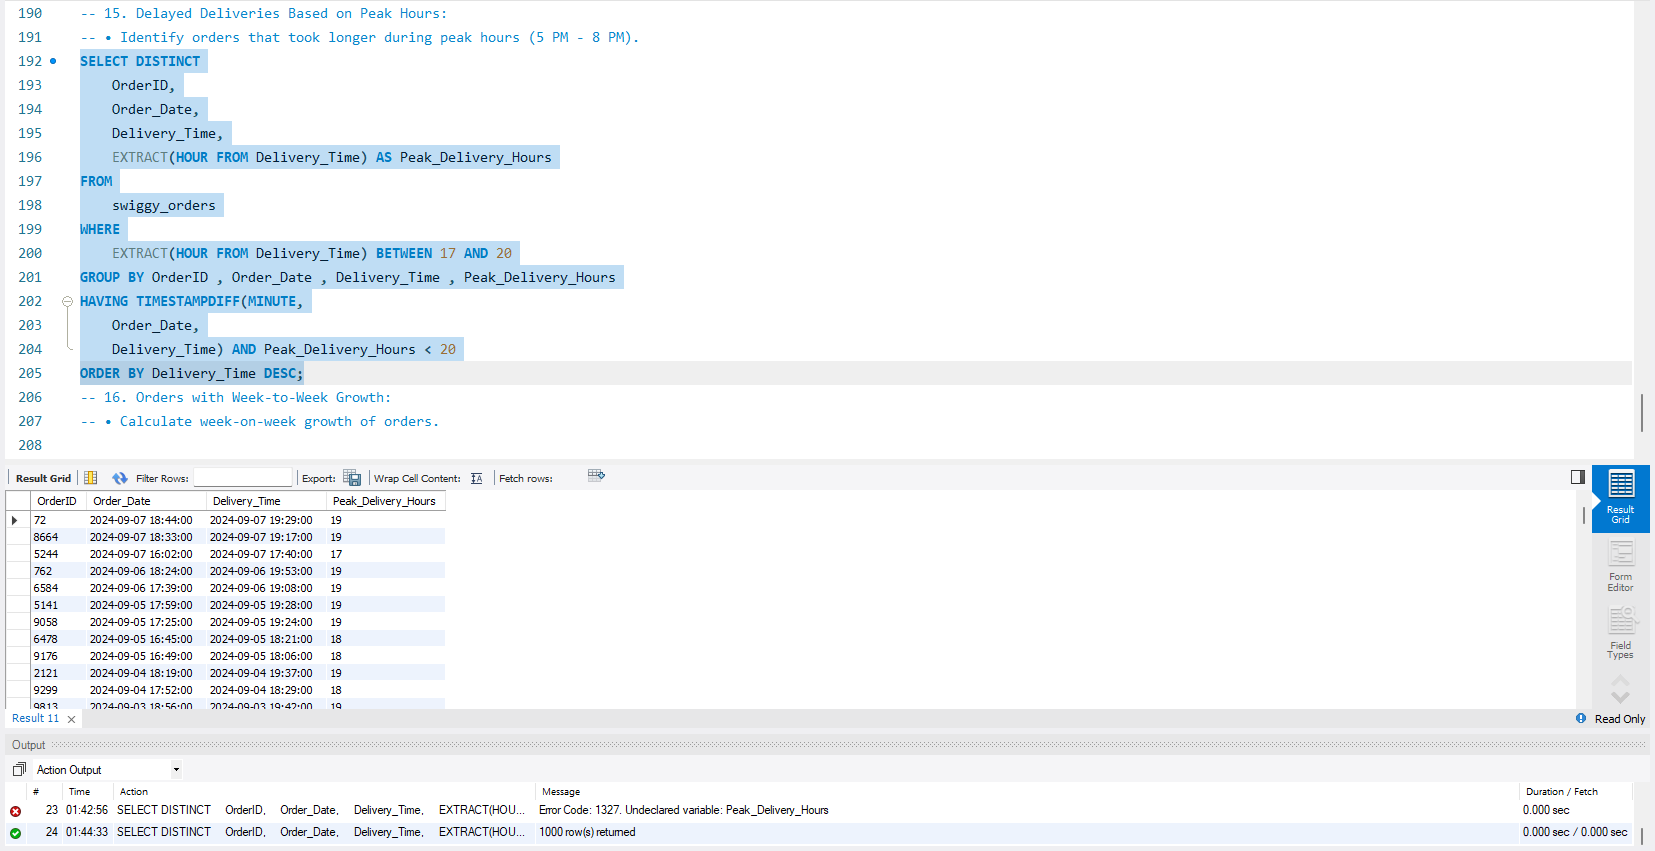 190 -- 15. Delayed Deliveries Based on Peak Hours:
191 -- • Identify orders that took longer during peak hours (5 PM - 8 PM).
192 SELECT DISTINCT
193 OrderID,
194 Order_Date,
195 Delivery_Time,
196 EXTRACT(HOUR FROM Delivery_Time) AS Peak_Delivery_Hours
197 FROM
198 swiggy_orders
199 WHERE
200 EXTRACT(HOUR FROM Delivery_Time) BETWEEN 17 AND 20
201 GROUP BY OrderID , Order_Date , Delivery_Time , Peak_Delivery_Hours
202 HAVING TIMESTAMPDIFF(MINUTE,
203 Order_Date,
204 Delivery_Time) AND Peak_Delivery_Hours < 20
205 ORDER BY Delivery_Time DESC;
206 -- 16. Orders with Week-to-Week Growth:
207 -- • Calculate week-on-week growth of orders.
208
Result Grid Filter Rows: Export: Wrap Cell Content: Fetch rows:
OrderID Order_Date Delivery_Time Peak_Delivery_Hours
72 2024-09-07 18:44:00 2024-09-07 19:29:00 19
8664 2024-09-07 18:33:00 2024-09-07 19:17:00 19
5244 2024-09-07 16:02:00 2024-09-07 17:40:00 17
762 2024-09-06 18:24:00 2024-09-06 19:53:00 19
6584 2024-09-06 17:39:00 2024-09-06 19:08:00 19
5141 2024-09-05 17:59:00 2024-09-05 19:28:00 19
9058 2024-09-05 17:25:00 2024-09-05 19:24:00 19
6478 2024-09-05 16:45:00 2024-09-05 18:21:00 18
9176 2024-09-05 16:49:00 2024-09-05 18:06:00 18
2121 2024-09-04 18:19:00 2024-09-04 19:37:00 19
9299 2024-09-04 17:52:00 2024-09-04 18:29:00 18
9813 2024-09-03 18:56:00 2024-09-03 19:42:00 19
Result
Grid
Form
Editor
Field
Types
Result 11
Read Only
Output
Action Output
# Time Action Message Duration / Fetch
23 01:42:56 SELECT DISTINCT OrderID, Order_Date, Delivery_Time, EXTRACT(HOU... Error Code: 1327. Undeclared variable: Peak_Delivery_Hours 0.000 sec
24 01:44:33 SELECT DISTINCT OrderID, Order_Date, Delivery_Time, EXTRACT(HOU... 1000 row(s) returned 0.000 sec / 0.000 sec